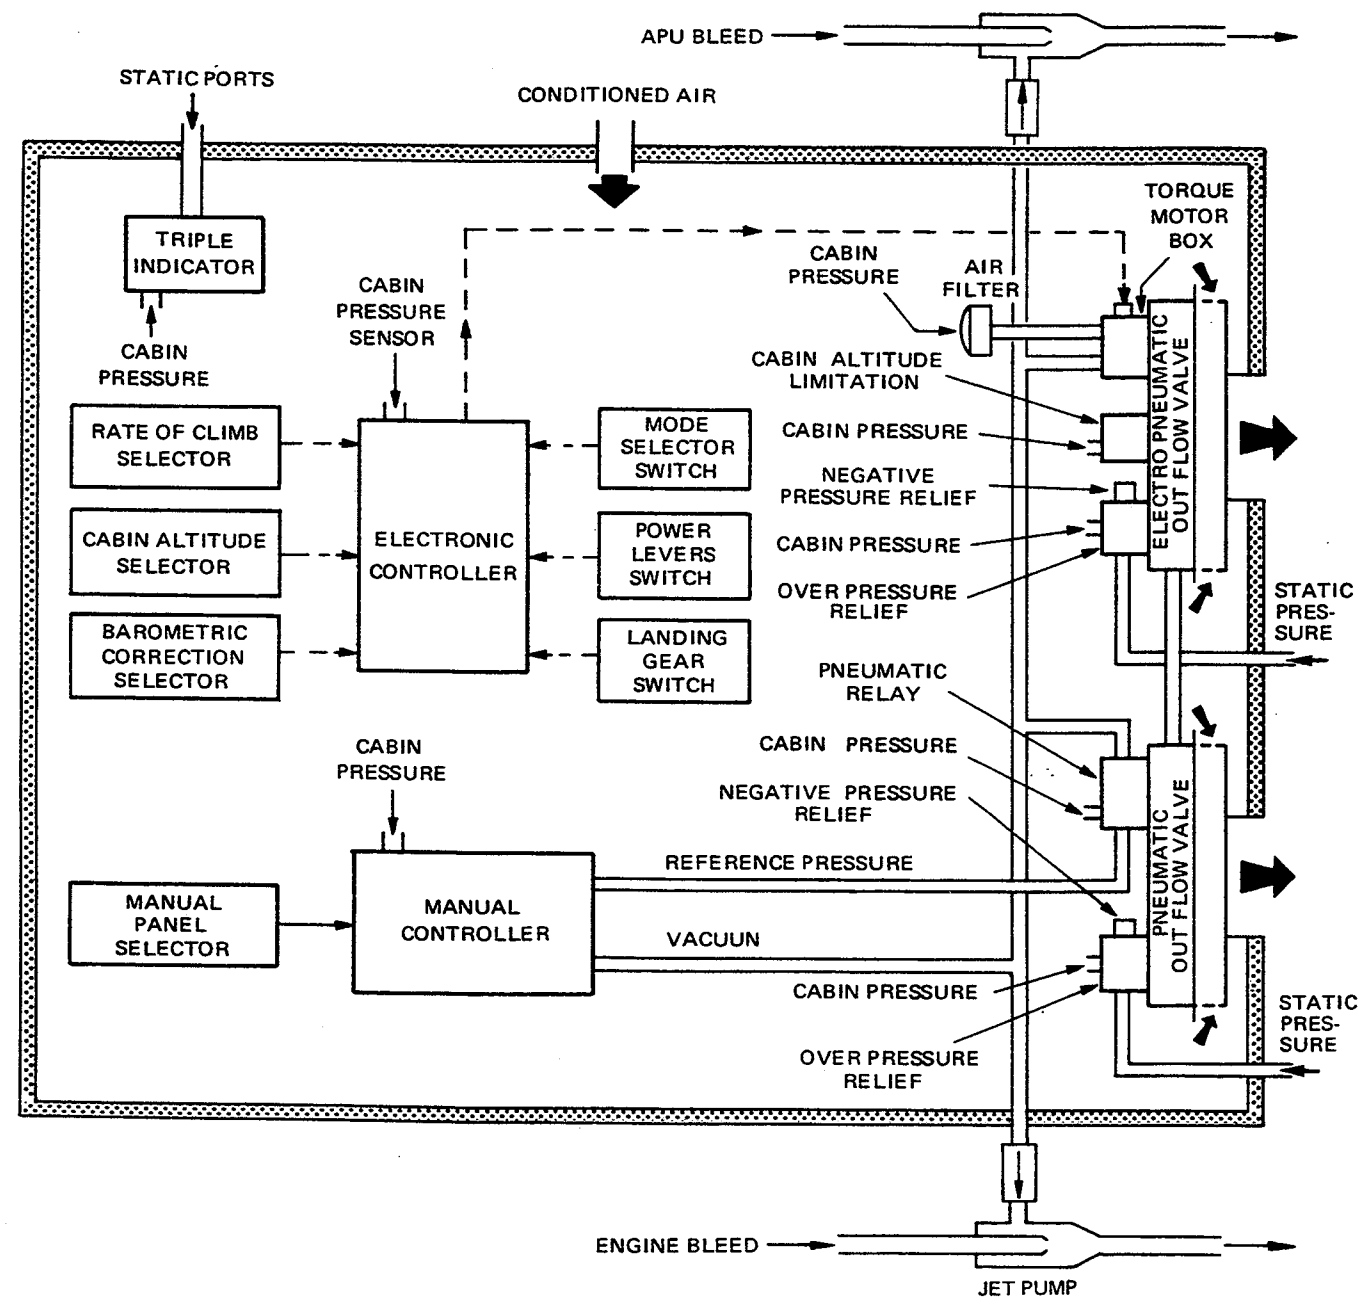 APU BLEED
STATIC PORTS
CONDITIONED AIR
TORQUE
MOTOR
BOX
TRIPLE
INDICATOR
CABIN
PRESSURE
AIR
FILTER
CABIN
PRESSURE
SENSOR
CABIN
PRESSURE
CABIN ALTITUDE
LIMITATION
RATE OF CLIMB
SELECTOR
MODE
SELECTOR
SWITCH
CABIN PRESSURE
NEGATIVE
PRESSURE RELIEF
ELECTRO PNEUMATIC
OUT FLOW VALVE
CABIN ALTITUDE
SELECTOR
ELECTRONIC
CONTROLLER
POWER
LEVERS
SWITCH
CABIN PRESSURE
OVER PRESSURE
RELIEF
STATIC
PRES-
SURE
BAROMETRIC
CORRECTION
SELECTOR
LANDING
GEAR
SWITCH
PNEUMATIC
RELAY
CABIN
PRESSURE
CABIN PRESSURE
NEGATIVE PRESSURE
RELIEF
PNEUMATIC
OUT FLOW VALVE
REFERENCE PRESSURE
MANUAL
PANEL
SELECTOR
MANUAL
CONTROLLER
VACUUN
CABIN PRESSURE
STATIC
PRES-
SURE
OVER PRESSURE
RELIEF
ENGINE BLEED
JET PUMP